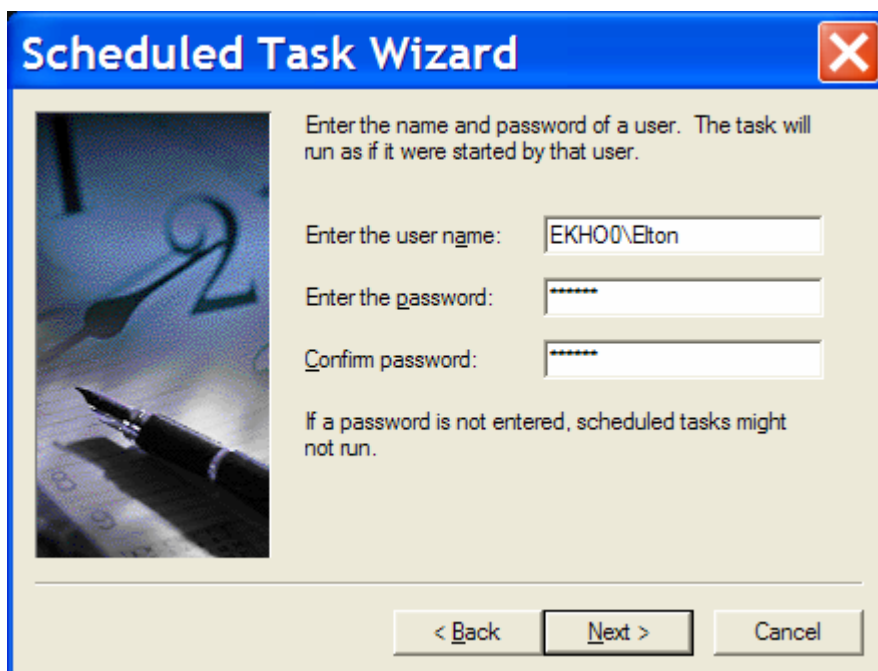 Scheduled Task Wizard
Enter the name and password of a user. The task will
run as if it were started by that user.
Enter the user name: EKHO0\Elton
Enter the password: ******
Confirm password: ******
If a password is not entered, scheduled tasks might
not run.
< Back Next > Cancel